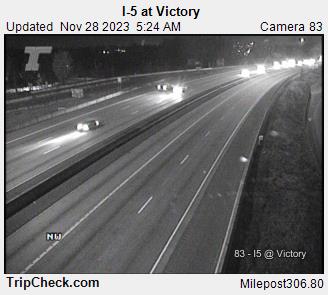 I-5 at Victory
Updated Nov 28 2023 5:24 AM Camera 83
T
NW
83 - I5 @ Victory
TripCheck.com Milepost306.80